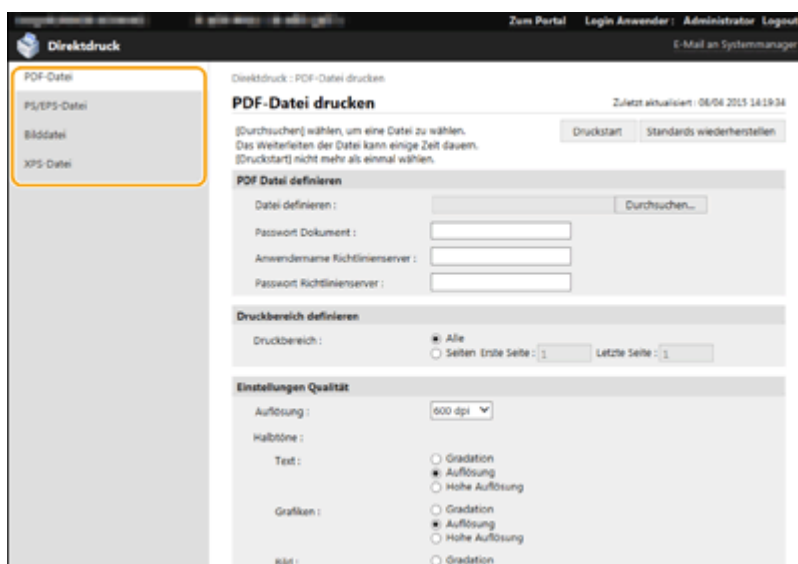 Zum Portal Login Anwender : Administrator Logout
Direktdruck
E-Mail an Systemmanager
PDF-Datei
PS/EPS-Datei
Bilddatei
XPS-Datei
Direktdruck : PDF-Datei drucken
PDF-Datei drucken
Zuletzt aktualisiert : 08/04 2015 14:19:34
[Durchsuchen] wählen, um eine Datei zu wählen.
Das Weiterleiten der Datei kann einige Zeit dauern.
[Druckstart] nicht mehr als einmal wählen.
Druckstart
Standards wiederherstellen
PDF Datei definieren
Datei definieren :
Durchsuchen...
Passwort Dokument :
Anwendername Richtlinienserver :
Passwort Richtlinienserver :
Druckbereich definieren
Druckbereich :
Alle
Seiten Erste Seite : 1 Letzte Seite : 1
Einstellungen Qualität
Auflösung :
600 dpi
Halbtöne :
Text :
Gradation
Auflösung
Hohe Auflösung
Grafiken :
Gradation
Auflösung
Hohe Auflösung
Bild :
Gradation